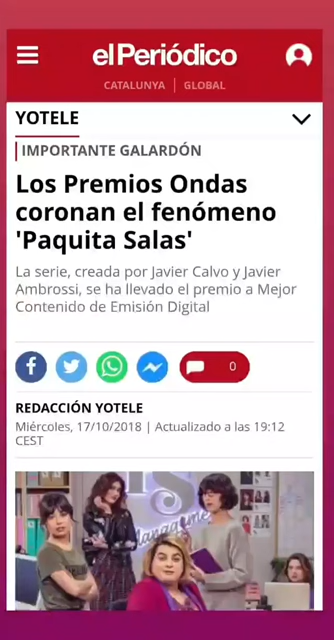 elPeriódico
CATALUNYA | GLOBAL
YOTELE
IMPORTANTE GALARDÓN
Los Premios Ondas
coronan el fenómeno
'Paquita Salas'
La serie, creada por Javier Calvo y Javier
Ambrossi, se ha llevado el premio a Mejor
Contenido de Emisión Digital
0
REDACCIÓN YOTELE
Miércoles, 17/10/2018 | Actualizado a las 19:12
CEST
S
Management